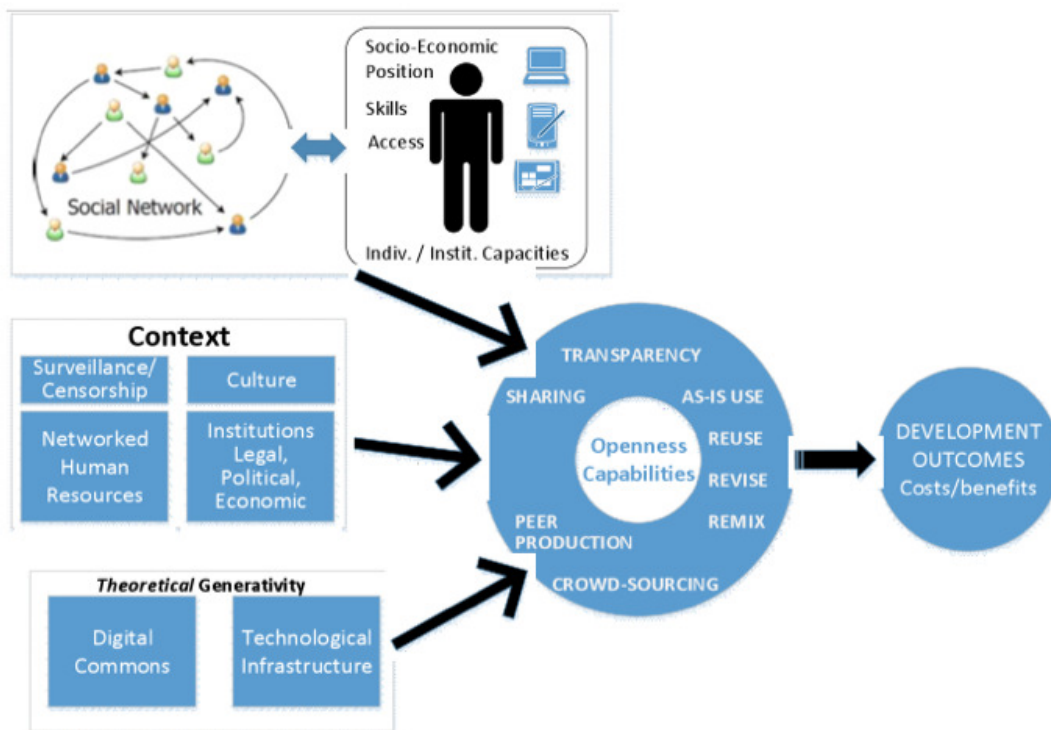 Socio-Economic
Position
Skills
Access
Social Network
Indiv. / Instit. Capacities
Context
Surveillance/
Censorship
Culture
Networked
Human
Resources
Institutions
Legal,
Political,
Economic
Theoretical Generativity
Digital
Commons
Technological
Infrastructure
TRANSPARENCY
SHARING
AS-IS USE
REUSE
REVISE
REMIX
PEER
PRODUCTION
CROWD-SOURCING
Openness
Capabilities
DEVELOPMENT
OUTCOMES
Costs/benefits